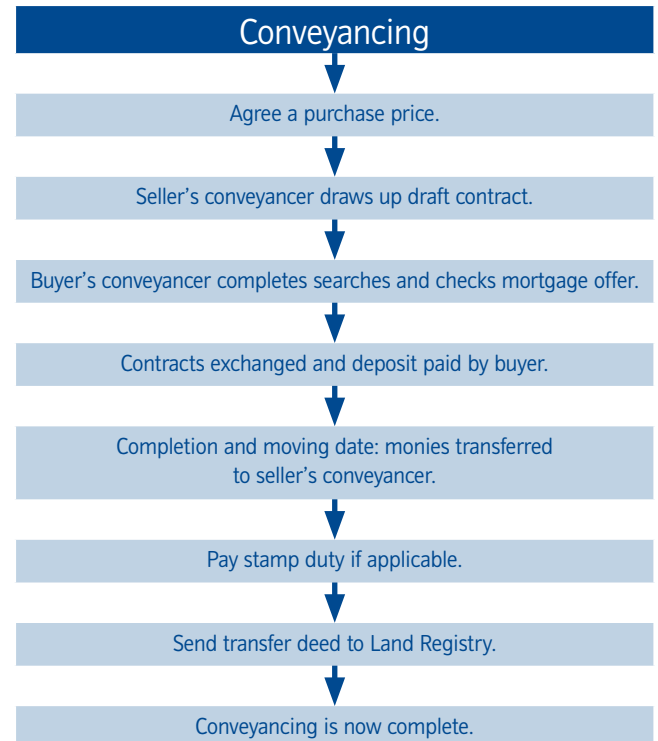 Conveyancing
Agree a purchase price.
Seller’s conveyancer draws up draft contract.
Buyer’s conveyancer completes searches and checks mortgage offer.
Contracts exchanged and deposit paid by buyer.
Completion and moving date: monies transferred
to seller’s conveyancer.
Pay stamp duty if applicable.
Send transfer deed to Land Registry.
Conveyancing is now complete.